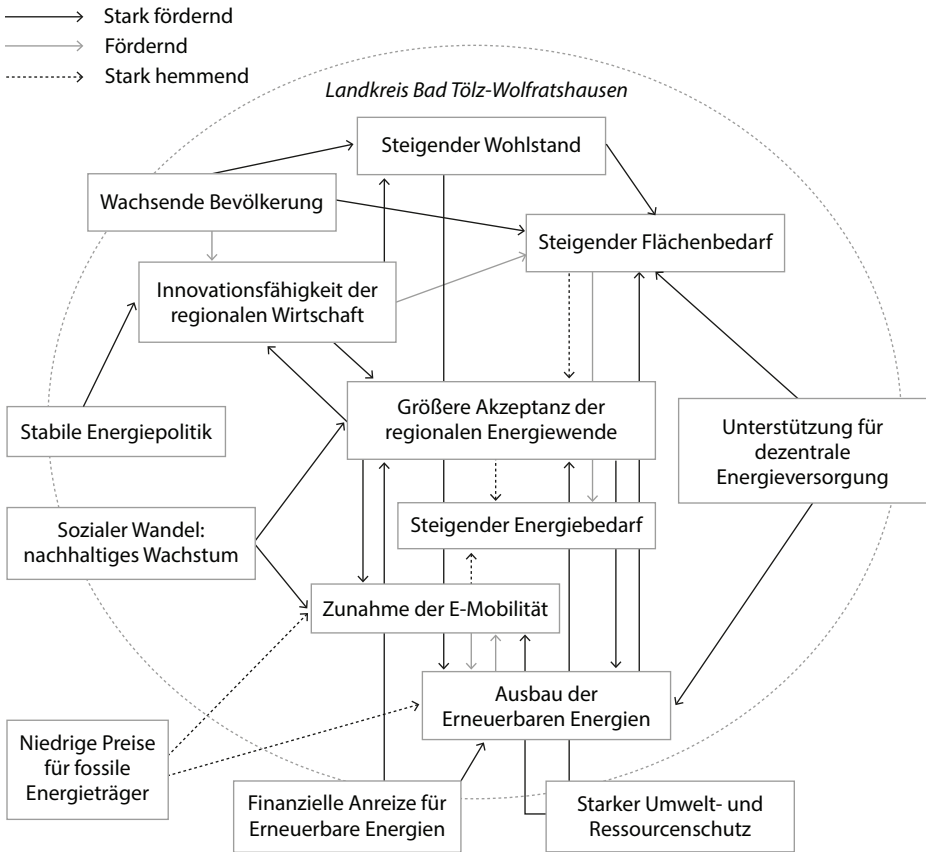 Stark fördernd
Fördernd
Stark hemmend
Landkreis Bad Tölz-Wolfratshausen
Steigender Wohlstand
Wachsende Bevölkerung
Steigender Flächenbedarf
Innovationsfähigkeit der
regionalen Wirtschaft
Größere Akzeptanz der
regionalen Energiewende
Stabile Energiepolitik
Unterstützung für
dezentrale
Energieversorgung
Steigender Energiebedarf
Sozialer Wandel:
nachhaltiges Wachstum
Zunahme der E-Mobilität
Ausbau der
Erneuerbaren Energien
Niedrige Preise
für fossile
Energieträger
Finanzielle Anreize für
Erneuerbare Energien
Starker Umwelt- und
Ressourcenschutz